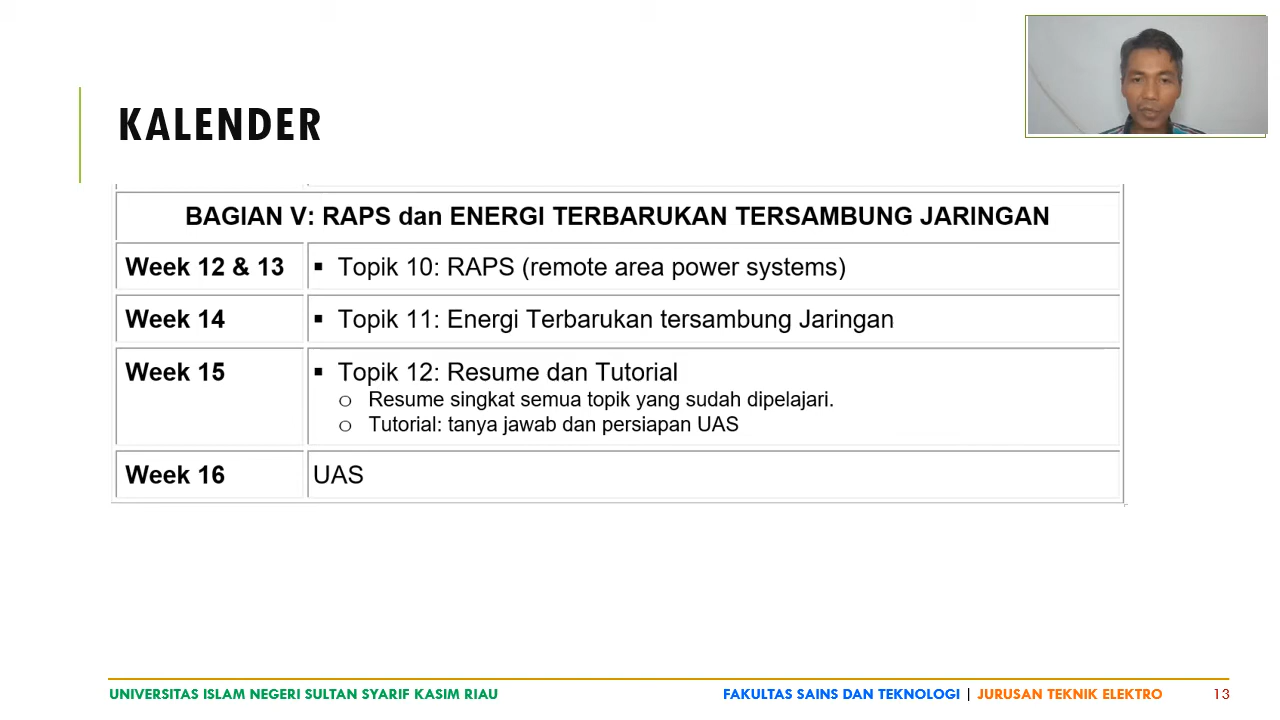 KALENDER
BAGIAN V: RAPS dan ENERGI TERBARUKAN TERSAMBUNG JARINGAN
Week 12 & 13
▪ Topik 10: RAPS (remote area power systems)
Week 14
▪ Topik 11: Energi Terbarukan tersambung Jaringan
Week 15
▪ Topik 12: Resume dan Tutorial
o Resume singkat semua topik yang sudah dipelajari.
o Tutorial: tanya jawab dan persiapan UAS
Week 16
UAS
UNIVERSITAS ISLAM NEGERI SULTAN SYARIF KASIM RIAU
FAKULTAS SAINS DAN TEKNOLOGI | JURUSAN TEKNIK ELEKTRO
13